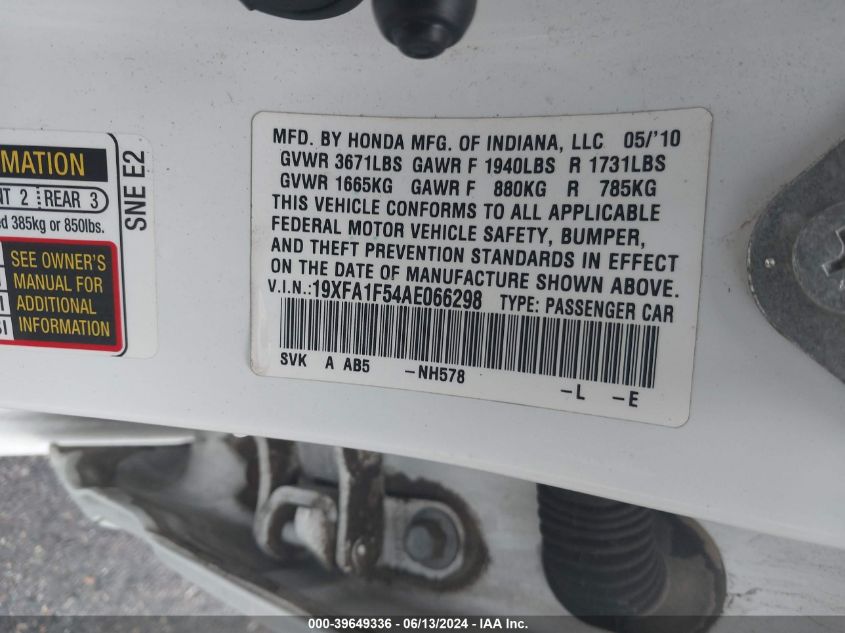 MATION
NT 2 REAR 3
ed 385kg or 850lbs.
SEE OWNER'S
MANUAL FOR
ADDITIONAL
INFORMATION
SNE E2
MFD. BY HONDA MFG. OF INDIANA, LLC 05/'10
GVWR 3671LBS GAWR F 1940LBS R 1731LBS
GVWR 1665KG GAWR F 880KG R 785KG
THIS VEHICLE CONFORMS TO ALL APPLICABLE
FEDERAL MOTOR VEHICLE SAFETY, BUMPER,
AND THEFT PREVENTION STANDARDS IN EFFECT
ON THE DATE OF MANUFACTURE SHOWN ABOVE.
V.I.N.:19XFA1F54AE066298 TYPE: PASSENGER CAR
SVK A AB5 -NH578 -L -E
000-39649336 - 06/13/2024 - IAA Inc.